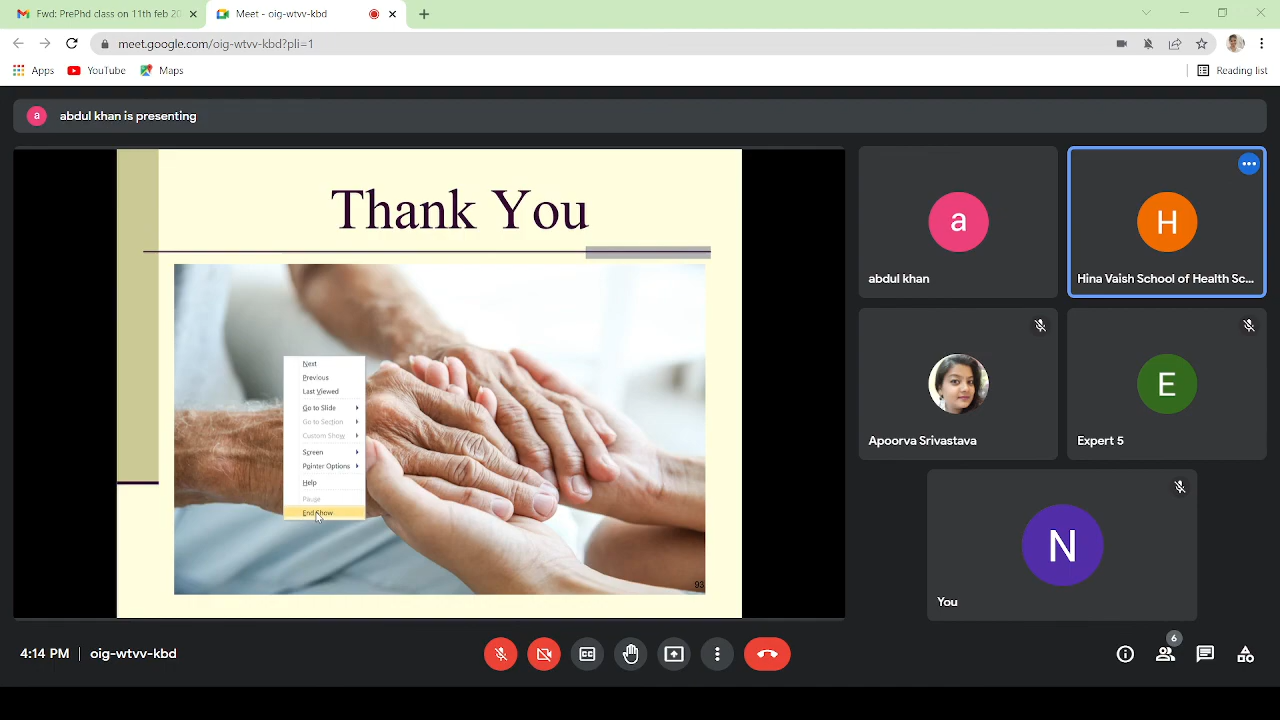 Fwd: PrePhd class on 11th feb 20
Meet - oig-wtvv-kbd
meet.google.com/oig-wtvv-kbd?pli=1
Apps
YouTube
Maps
Reading list
a
abdul khan is presenting
Thank You
Next
Previous
Last Viewed
Go to Slide
Go to Section
Custom Show
Screen
Pointer Options
Help
Pause
End Show
93
a
abdul khan
H
Hina Vaish School of Health Sc...
Apoorva Srivastava
E
Expert 5
N
You
4:14 PM | oig-wtvv-kbd
CC
6